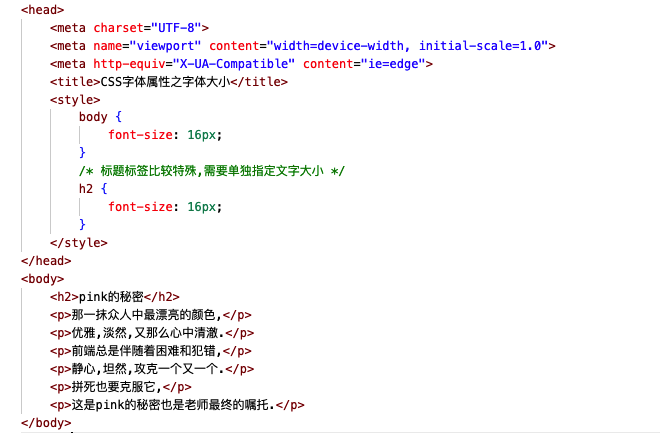 <head>
<meta charset="UTF-8">
<meta name="viewport" content="width=device-width, initial-scale=1.0">
<meta http-equiv="X-UA-Compatible" content="ie=edge">
<title>CSS字体属性之字体大小</title>
<style>
body {
font-size: 16px;
}
/* 标题标签比较特殊,需要单独指定文字大小 */
h2 {
font-size: 16px;
}
</style>
</head>
<body>
<h2>pink的秘密</h2>
<p>那一抹众人中最漂亮的颜色,</p>
<p>优雅,淡然,又那么心中清澈.</p>
<p>前端总是伴随着困难和犯错,</p>
<p>静心,坦然,攻克一个又一个.</p>
<p>拼死也要克服它,</p>
<p>这是pink的秘密也是老师最终的嘱托.</p>
</body>